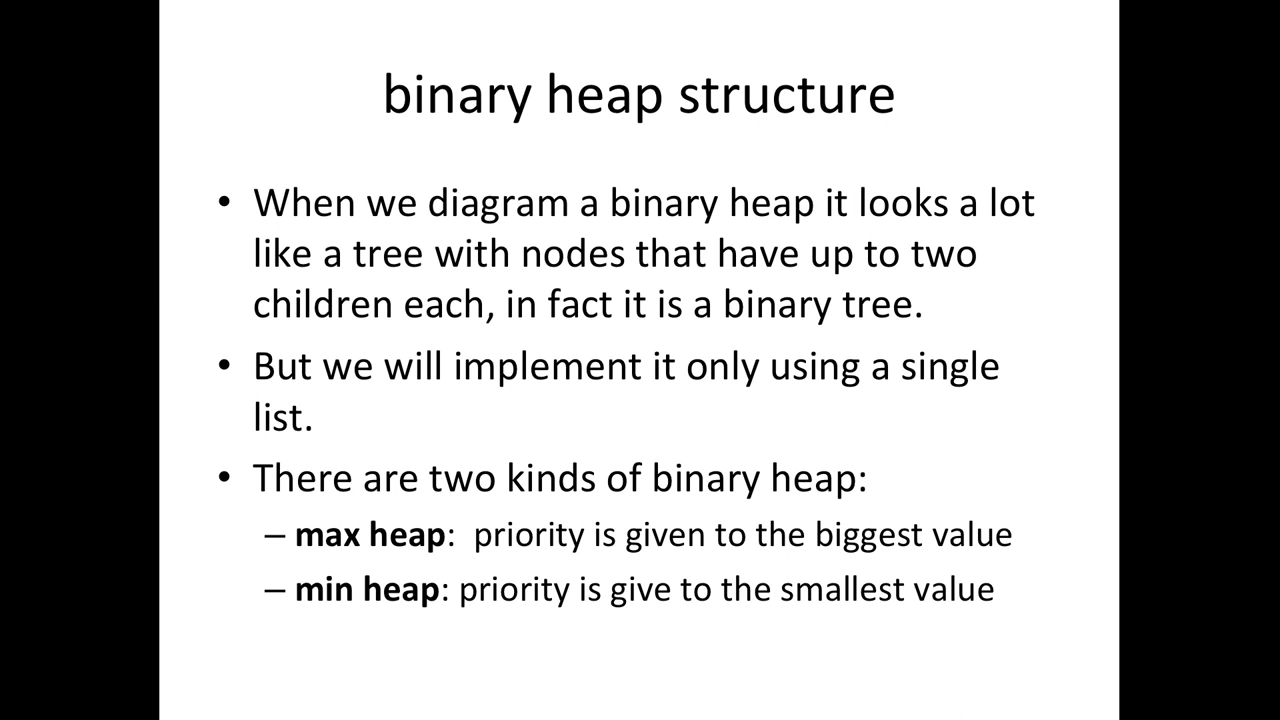 binary heap structure
• When we diagram a binary heap it looks a lot
like a tree with nodes that have up to two
children each, in fact it is a binary tree.
• But we will implement it only using a single
list.
• There are two kinds of binary heap:
– max heap:  priority is given to the biggest value
– min heap: priority is give to the smallest value